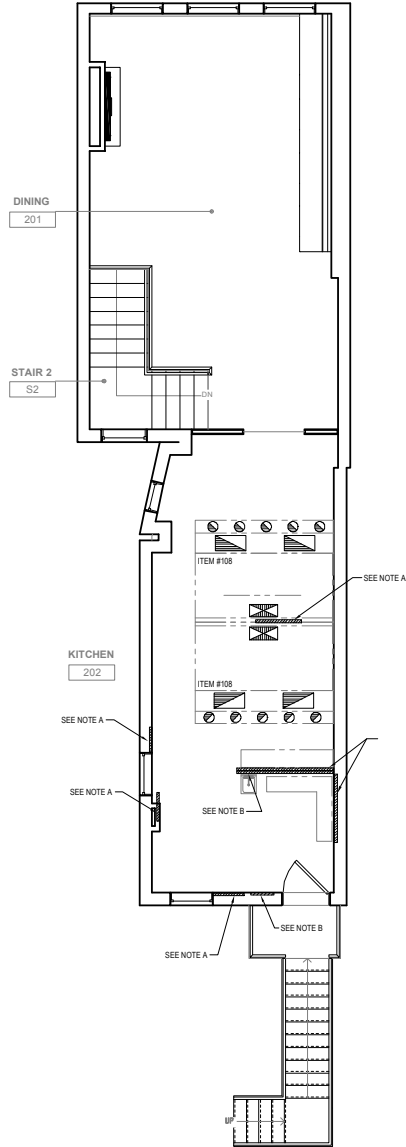 DINING
201
STAIR 2
S2
DN
ITEM #108
SEE NOTE A
KITCHEN
202
ITEM #108
SEE NOTE A
SEE NOTE A
SEE NOTE B
SEE NOTE B
SEE NOTE A
UP